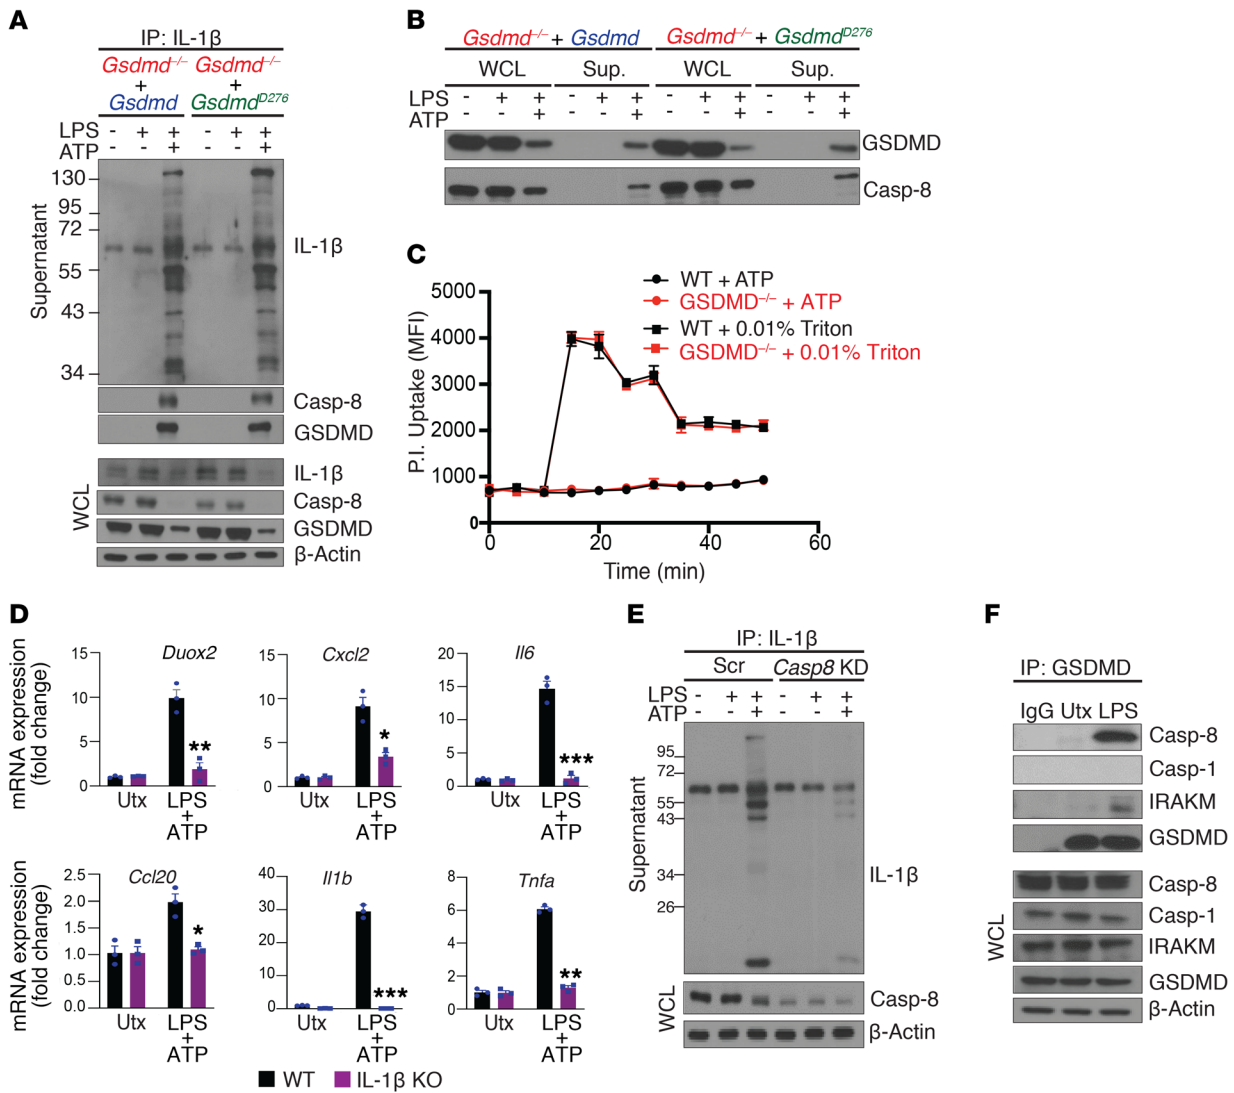 A
IP: IL-1β
Gsdmd–/– Gsdmd–/–
+ +
Gsdmd GsdmdD276
LPS - + + - + +
ATP - - + - - +
Supernatant
130
95
72
55
43
34
IL-1β
Casp-8
GSDMD
WCL
IL-1β
Casp-8
GSDMD
β-Actin
B
Gsdmd–/– + Gsdmd Gsdmd–/– + GsdmdD276
WCL Sup. WCL Sup.
LPS - + + - + + - + + - + +
ATP - - + - - + - - + - - +
GSDMD
Casp-8
C
WT + ATP
GSDMD–/– + ATP
WT + 0.01% Triton
GSDMD–/– + 0.01% Triton
P.I. Uptake (MFI)
5000
4000
3000
2000
1000
0
0 20 40 60
Time (min)
D
mRNA expression
(fold change)
Duox2
15
10
5
0
**
Utx LPS
+
ATP
Cxcl2
15
10
5
0
*
Utx LPS
+
ATP
Il6
20
15
10
5
0
***
Utx LPS
+
ATP
mRNA expression
(fold change)
Ccl20
2.5
2.0
1.5
1.0
0.5
0.0
*
Utx LPS
+
ATP
Il1b
40
30
20
10
0
***
Utx LPS
+
ATP
Tnfa
8
6
4
2
0
**
Utx LPS
+
ATP
WT IL-1β KO
E
IP: IL-1β
Scr Casp8 KD
LPS - + + - + +
ATP - - + - - +
Supernatant
95
72
55
43
34
26
IL-1β
WCL
Casp-8
β-Actin
F
IP: GSDMD
IgG Utx LPS
Casp-8
Casp-1
IRAKM
GSDMD
WCL
Casp-8
Casp-1
IRAKM
GSDMD
β-Actin